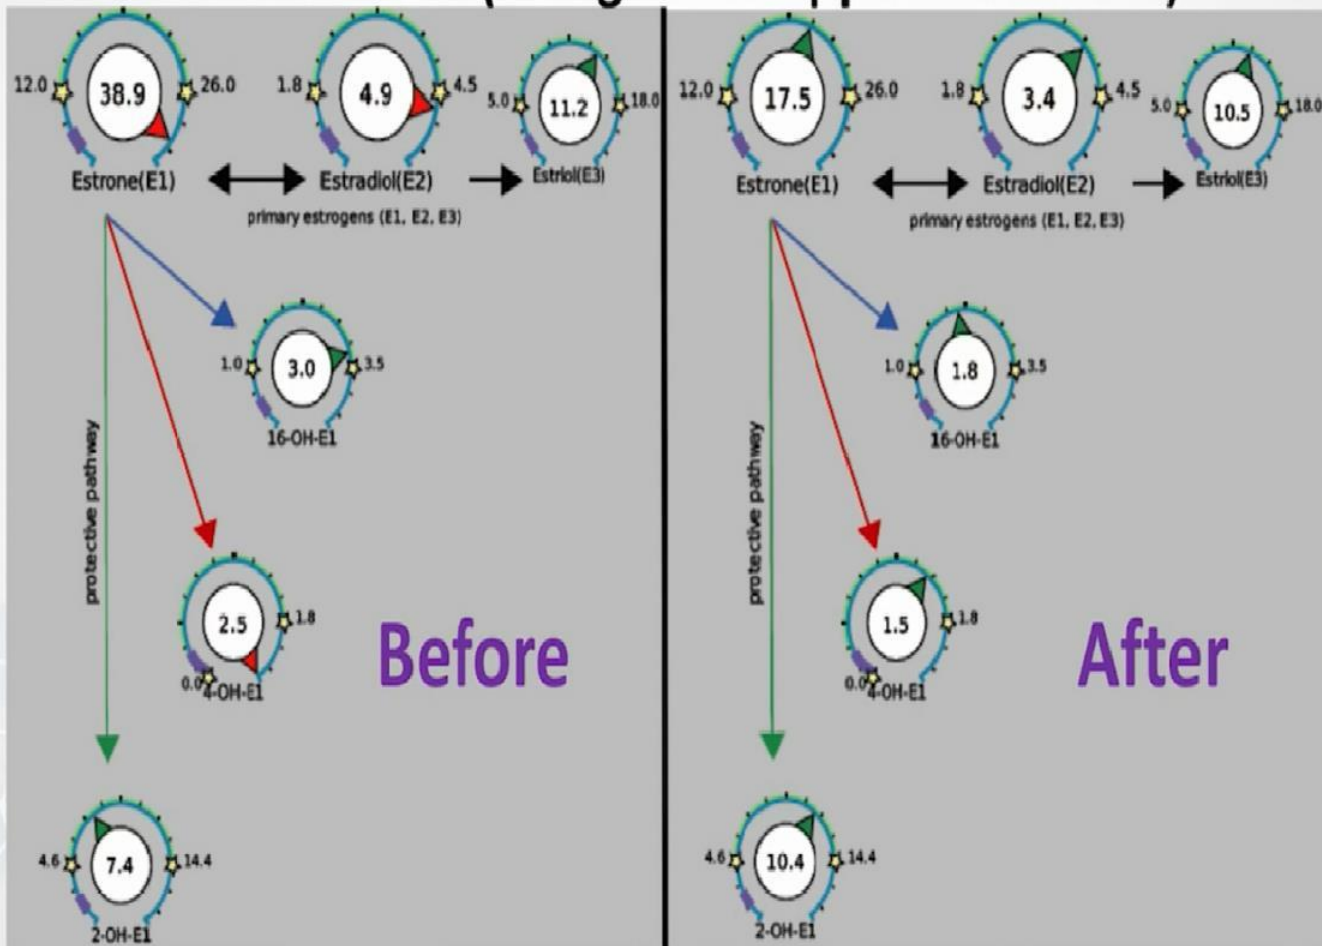 12.0 38.9 26.0 1.8 4.9 4.5 5.0 11.2 18.0
Estrone(E1) Estradiol(E2) Estriol(E3)
primary estrogens (E1, E2, E3)
1.0 3.0 3.5
16-OH-E1
protective pathway
2.5 1.8
0.0 4-OH-E1
Before
4.6 7.4 14.4
2-OH-E1
12.0 17.5 26.0 1.8 3.4 4.5 5.0 10.5 18.0
Estrone(E1) Estradiol(E2) Estriol(E3)
primary estrogens (E1, E2, E3)
1.0 1.8 3.5
16-OH-E1
protective pathway
1.5 1.8
0.0 4-OH-E1
After
4.6 10.4 14.4
2-OH-E1